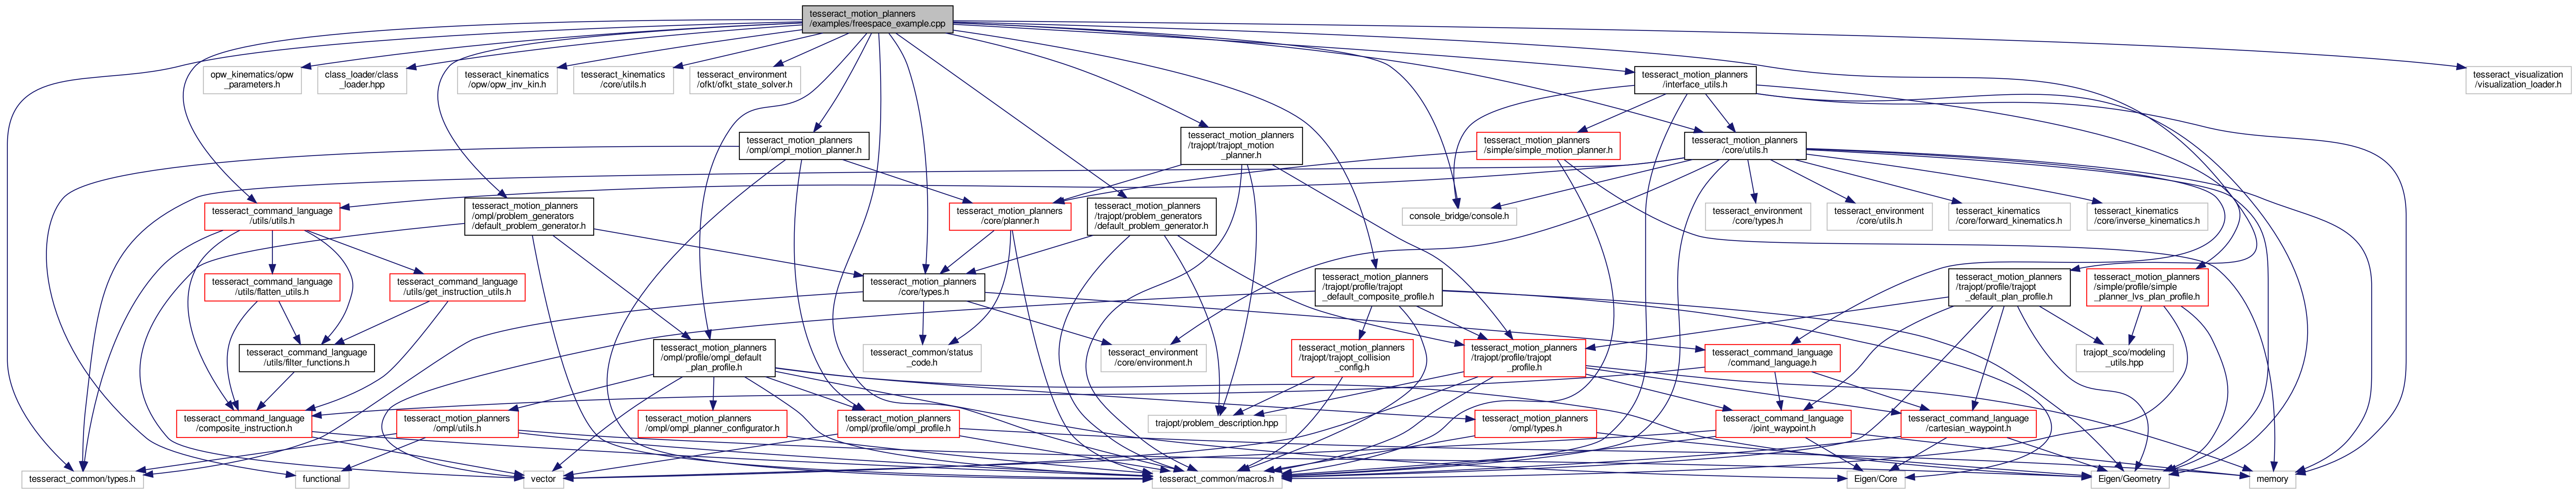 tesseract_motion_planners
/examples/freespace_example.cpp
opw_kinematics/opw
_parameters.h
class_loader/class
_loader.hpp
tesseract_kinematics
/opw/opw_inv_kin.h
tesseract_kinematics
/core/utils.h
tesseract_environment
/ofkt/ofkt_state_solver.h
tesseract_motion_planners
/interface_utils.h
tesseract_visualization
/visualization_loader.h
tesseract_motion_planners
/ompl/ompl_motion_planner.h
tesseract_motion_planners
/trajopt/trajopt_motion
_planner.h
tesseract_motion_planners
/simple/simple_motion_planner.h
tesseract_motion_planners
/core/utils.h
tesseract_command_language
/utils/utils.h
tesseract_motion_planners
/ompl/problem_generators
/default_problem_generator.h
tesseract_motion_planners
/core/planner.h
tesseract_motion_planners
/trajopt/problem_generators
/default_problem_generator.h
console_bridge/console.h
tesseract_environment
/core/types.h
tesseract_environment
/core/utils.h
tesseract_kinematics
/core/forward_kinematics.h
tesseract_kinematics
/core/inverse_kinematics.h
tesseract_command_language
/utils/flatten_utils.h
tesseract_command_language
/utils/get_instruction_utils.h
tesseract_motion_planners
/core/types.h
tesseract_motion_planners
/trajopt/profile/trajopt
_default_composite_profile.h
tesseract_motion_planners
/trajopt/profile/trajopt
_default_plan_profile.h
tesseract_motion_planners
/simple/profile/simple
_planner_lvs_plan_profile.h
tesseract_command_language
/utils/filter_functions.h
tesseract_motion_planners
/ompl/profile/ompl_default
_plan_profile.h
tesseract_common/status
_code.h
tesseract_environment
/core/environment.h
tesseract_motion_planners
/trajopt/trajopt_collision
_config.h
tesseract_motion_planners
/trajopt/profile/trajopt
_profile.h
tesseract_command_language
/command_language.h
trajopt_sco/modeling
_utils.hpp
tesseract_command_language
/composite_instruction.h
tesseract_motion_planners
/ompl/utils.h
tesseract_motion_planners
/ompl/ompl_planner_configurator.h
tesseract_motion_planners
/ompl/profile/ompl_profile.h
trajopt/problem_description.hpp
tesseract_motion_planners
/ompl/types.h
tesseract_command_language
/joint_waypoint.h
tesseract_command_language
/cartesian_waypoint.h
tesseract_common/types.h
functional
vector
tesseract_common/macros.h
Eigen/Core
Eigen/Geometry
memory